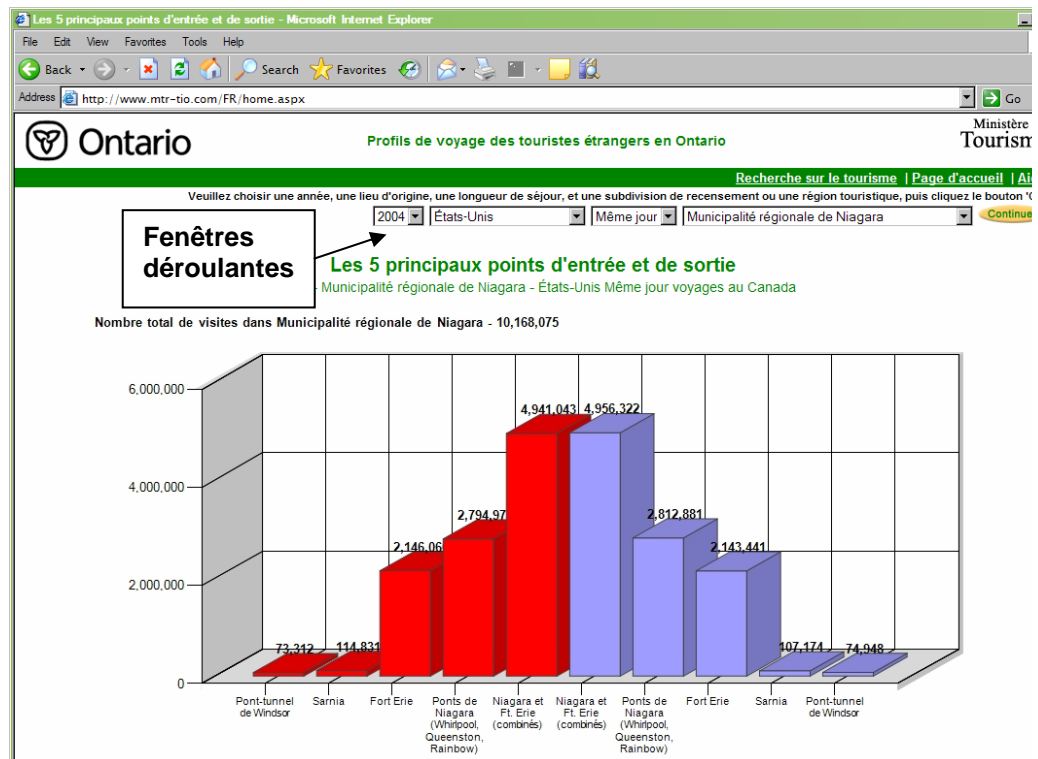 Les 5 principaux points d'entrée et de sortie - Microsoft Internet Explorer
File Edit View Favorites Tools Help
Back Search Favorites
Address http://www.mtr-tio.com/FR/home.aspx Go
Ontario
Profils de voyage des touristes étrangers en Ontario
Ministère
Tourism
Recherche sur le tourisme | Page d'accueil |
Veuillez choisir une année, une lieu d'origine, une longueur de séjour, et une subdivision de recensement ou une région touristique, puis cliquez le bouton
2004 États-Unis Même jour Municipalité régionale de Niagara Continue
Fenêtres
déroulantes
Les 5 principaux points d'entrée et de sortie
- Municipalité régionale de Niagara - États-Unis Même jour voyages au Canada
Nombre total de visites dans Municipalité régionale de Niagara - 10,168,075
6,000,000
4,000,000
2,000,000
0
73,312
114,831
2,146,06
2,794,97
4,941,043
4,956,322
2,812,881
2,143,441
107,174
74,948
Pont-tunnel
de Windsor
Sarnia
Fort Erie
Ponts de
Niagara
(Whirlpool,
Queenston,
Rainbow)
Niagara et
Ft. Erie
(combinés)
Niagara et
Ft. Erie
(combinés)
Ponts de
Niagara
(Whirlpool,
Queenston,
Rainbow)
Fort Erie
Sarnia
Pont-tunnel
de Windsor